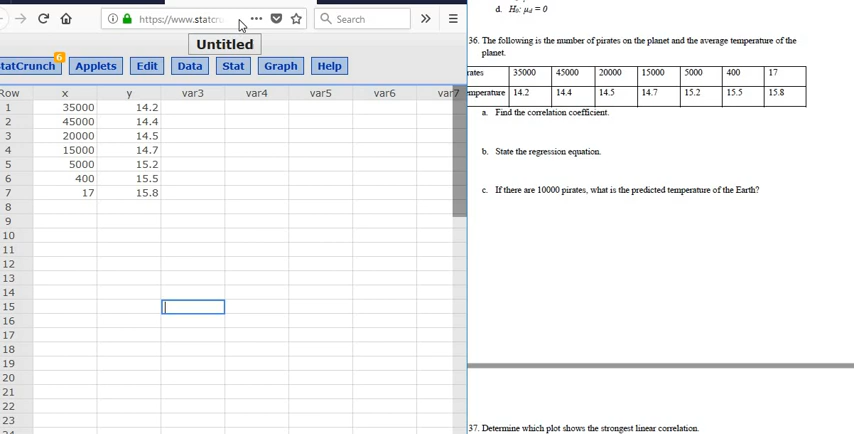 https://www.statcru
Search
Untitled
StatCrunch 6 Applets Edit Data Stat Graph Help
Row x y var3 var4 var5 var6 var7
1 35000 14.2
2 45000 14.4
3 20000 14.5
4 15000 14.7
5 5000 15.2
6 400 15.5
7 17 15.8
8
9
10
11
12
13
14
15
16
17
18
19
20
21
22
23
d. H₀: μd = 0
36. The following is the number of pirates on the planet and the average temperature of the
planet.
rates 35000 45000 20000 15000 5000 400 17
emperature 14.2 14.4 14.5 14.7 15.2 15.5 15.8
a. Find the correlation coefficient.
b. State the regression equation.
c. If there are 10000 pirates, what is the predicted temperature of the Earth?
37. Determine which plot shows the strongest linear correlation.